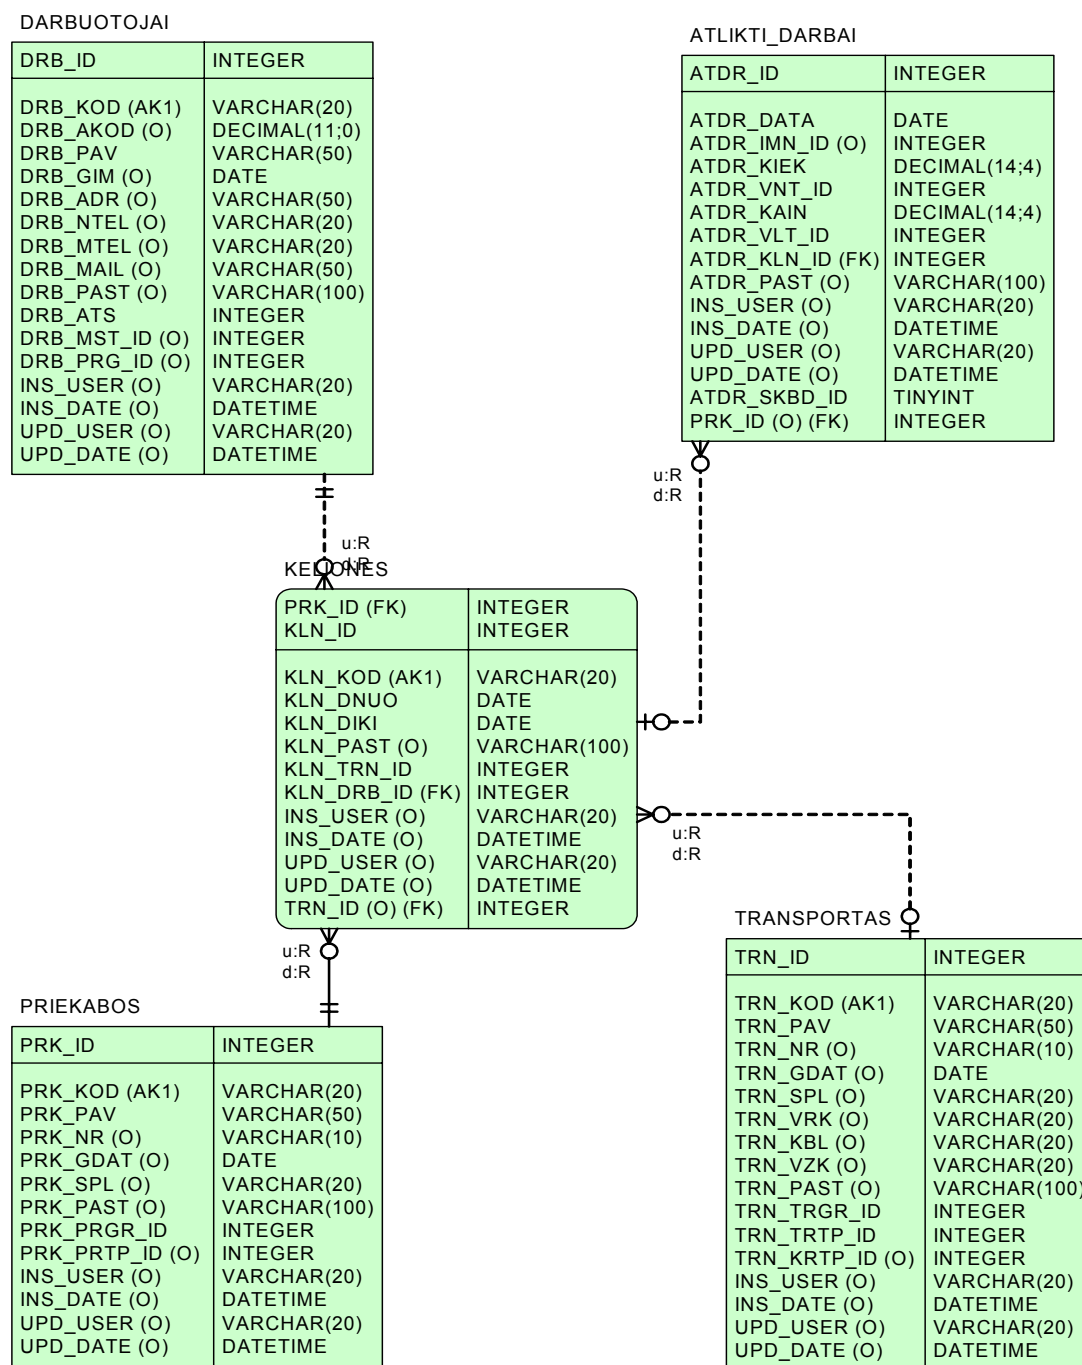 DARBUOTOJAI
DRB_ID INTEGER
DRB_KOD (AK1) VARCHAR(20)
DRB_AKOD (O) DECIMAL(11;0)
DRB_PAV VARCHAR(50)
DRB_GIM (O) DATE
DRB_ADR (O) VARCHAR(50)
DRB_NTEL (O) VARCHAR(20)
DRB_MTEL (O) VARCHAR(20)
DRB_MAIL (O) VARCHAR(50)
DRB_PAST (O) VARCHAR(100)
DRB_ATS INTEGER
DRB_MST_ID (O) INTEGER
DRB_PRG_ID (O) INTEGER
INS_USER (O) VARCHAR(20)
INS_DATE (O) DATETIME
UPD_USER (O) VARCHAR(20)
UPD_DATE (O) DATETIME
ATLIKTI_DARBAI
ATDR_ID INTEGER
ATDR_DATA DATE
ATDR_IMN_ID (O) INTEGER
ATDR_KIEK DECIMAL(14;4)
ATDR_VNT_ID INTEGER
ATDR_KAIN DECIMAL(14;4)
ATDR_VLT_ID INTEGER
ATDR_KLN_ID (FK) INTEGER
ATDR_PAST (O) VARCHAR(100)
INS_USER (O) VARCHAR(20)
INS_DATE (O) DATETIME
UPD_USER (O) VARCHAR(20)
UPD_DATE (O) DATETIME
ATDR_SKBD_ID TINYINT
PRK_ID (O) (FK) INTEGER
u:R
d:R
u:R
d:R
KELIONES
PRK_ID (FK) INTEGER
KLN_ID INTEGER
KLN_KOD (AK1) VARCHAR(20)
KLN_DNUO DATE
KLN_DIKI DATE
KLN_PAST (O) VARCHAR(100)
KLN_TRN_ID INTEGER
KLN_DRB_ID (FK) INTEGER
INS_USER (O) VARCHAR(20)
INS_DATE (O) DATETIME
UPD_USER (O) VARCHAR(20)
UPD_DATE (O) DATETIME
TRN_ID (O) (FK) INTEGER
u:R
d:R
u:R
d:R
PRIEKABOS
PRK_ID INTEGER
PRK_KOD (AK1) VARCHAR(20)
PRK_PAV VARCHAR(50)
PRK_NR (O) VARCHAR(10)
PRK_GDAT (O) DATE
PRK_SPL (O) VARCHAR(20)
PRK_PAST (O) VARCHAR(100)
PRK_PRGR_ID INTEGER
PRK_PRTP_ID (O) INTEGER
INS_USER (O) VARCHAR(20)
INS_DATE (O) DATETIME
UPD_USER (O) VARCHAR(20)
UPD_DATE (O) DATETIME
TRANSPORTAS
TRN_ID INTEGER
TRN_KOD (AK1) VARCHAR(20)
TRN_PAV VARCHAR(50)
TRN_NR (O) VARCHAR(10)
TRN_GDAT (O) DATE
TRN_SPL (O) VARCHAR(20)
TRN_VRK (O) VARCHAR(20)
TRN_KBL (O) VARCHAR(20)
TRN_VZK (O) VARCHAR(20)
TRN_PAST (O) VARCHAR(100)
TRN_TRGR_ID INTEGER
TRN_TRTP_ID INTEGER
TRN_KRTP_ID (O) INTEGER
INS_USER (O) VARCHAR(20)
INS_DATE (O) DATETIME
UPD_USER (O) VARCHAR(20)
UPD_DATE (O) DATETIME